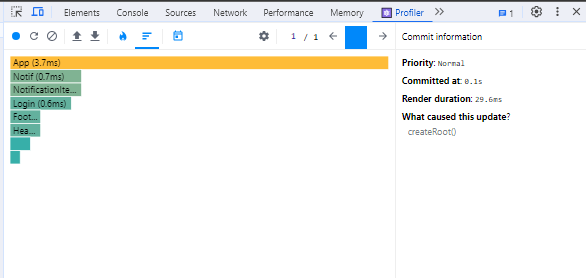 Elements Console Sources Network Performance Memory Profiler 1
1 / 1
Commit information
App (3.7ms)
Notif (0.7ms)
NotificationIte...
Login (0.6ms)
Foot...
Hea...
Priority: Normal
Committed at: 0.1s
Render duration: 29.6ms
What caused this update?
createRoot()